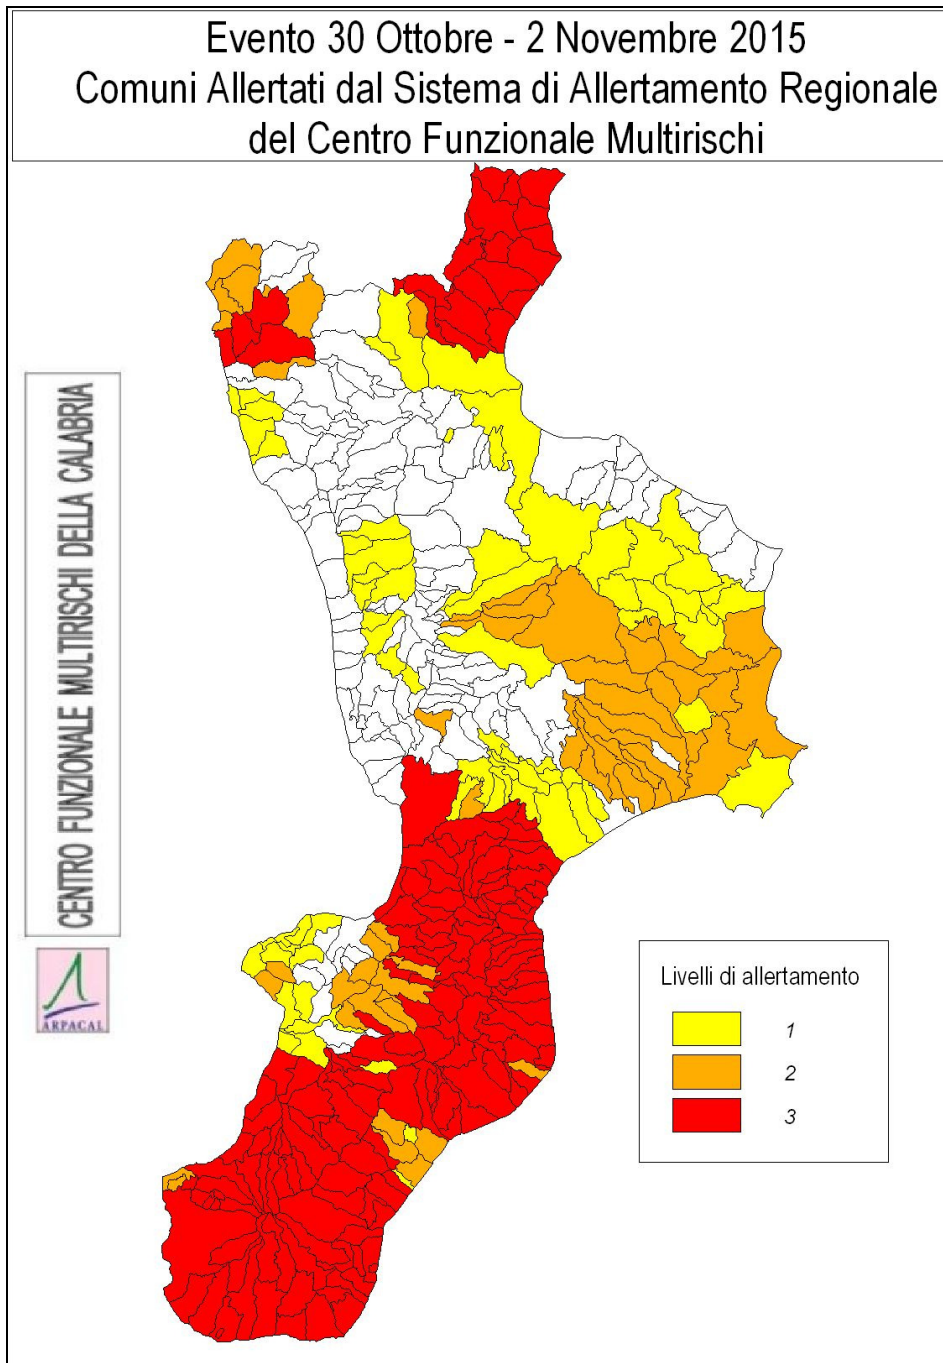 Evento 30 Ottobre - 2 Novembre 2015
Comuni Allertati dal Sistema di Allertamento Regionale
del Centro Funzionale Multirischi
CENTRO FUNZIONALE MULTIRISCHI DELLA CALABRIA
ARPACAL
Livelli di allertamento
1
2
3